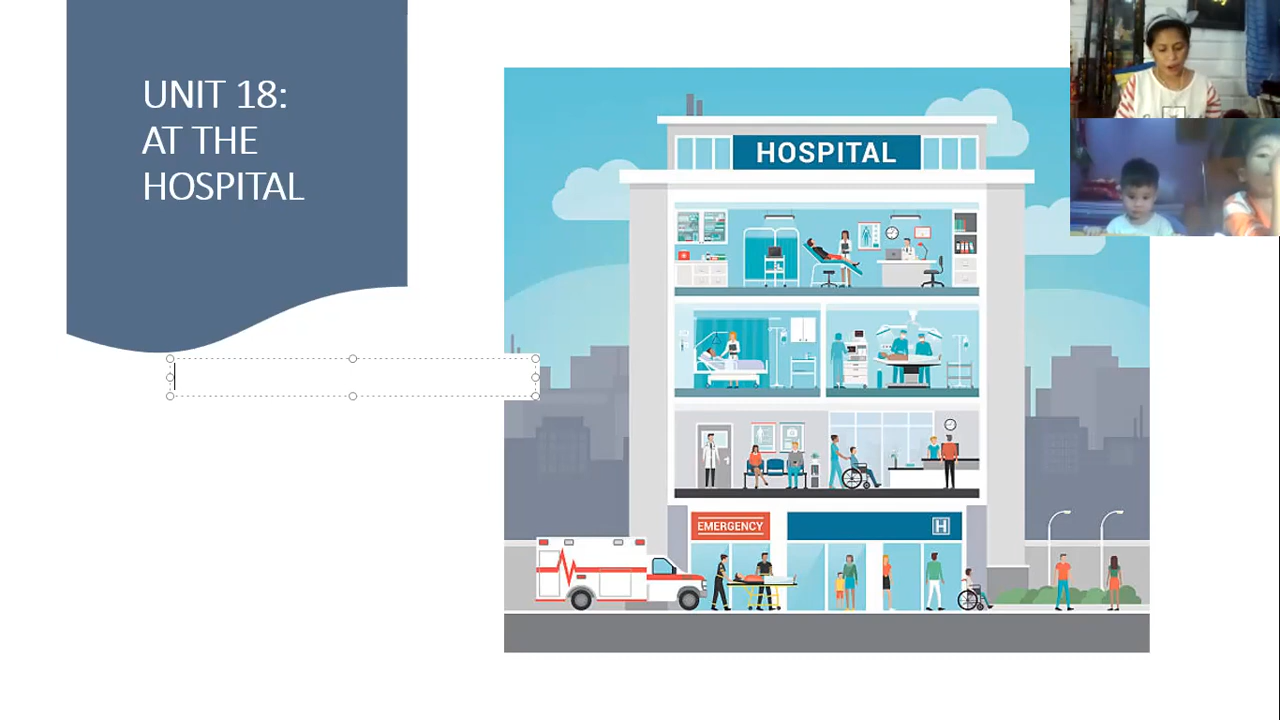 UNIT 18:
AT THE
HOSPITAL
HOSPITAL
EMERGENCY
H